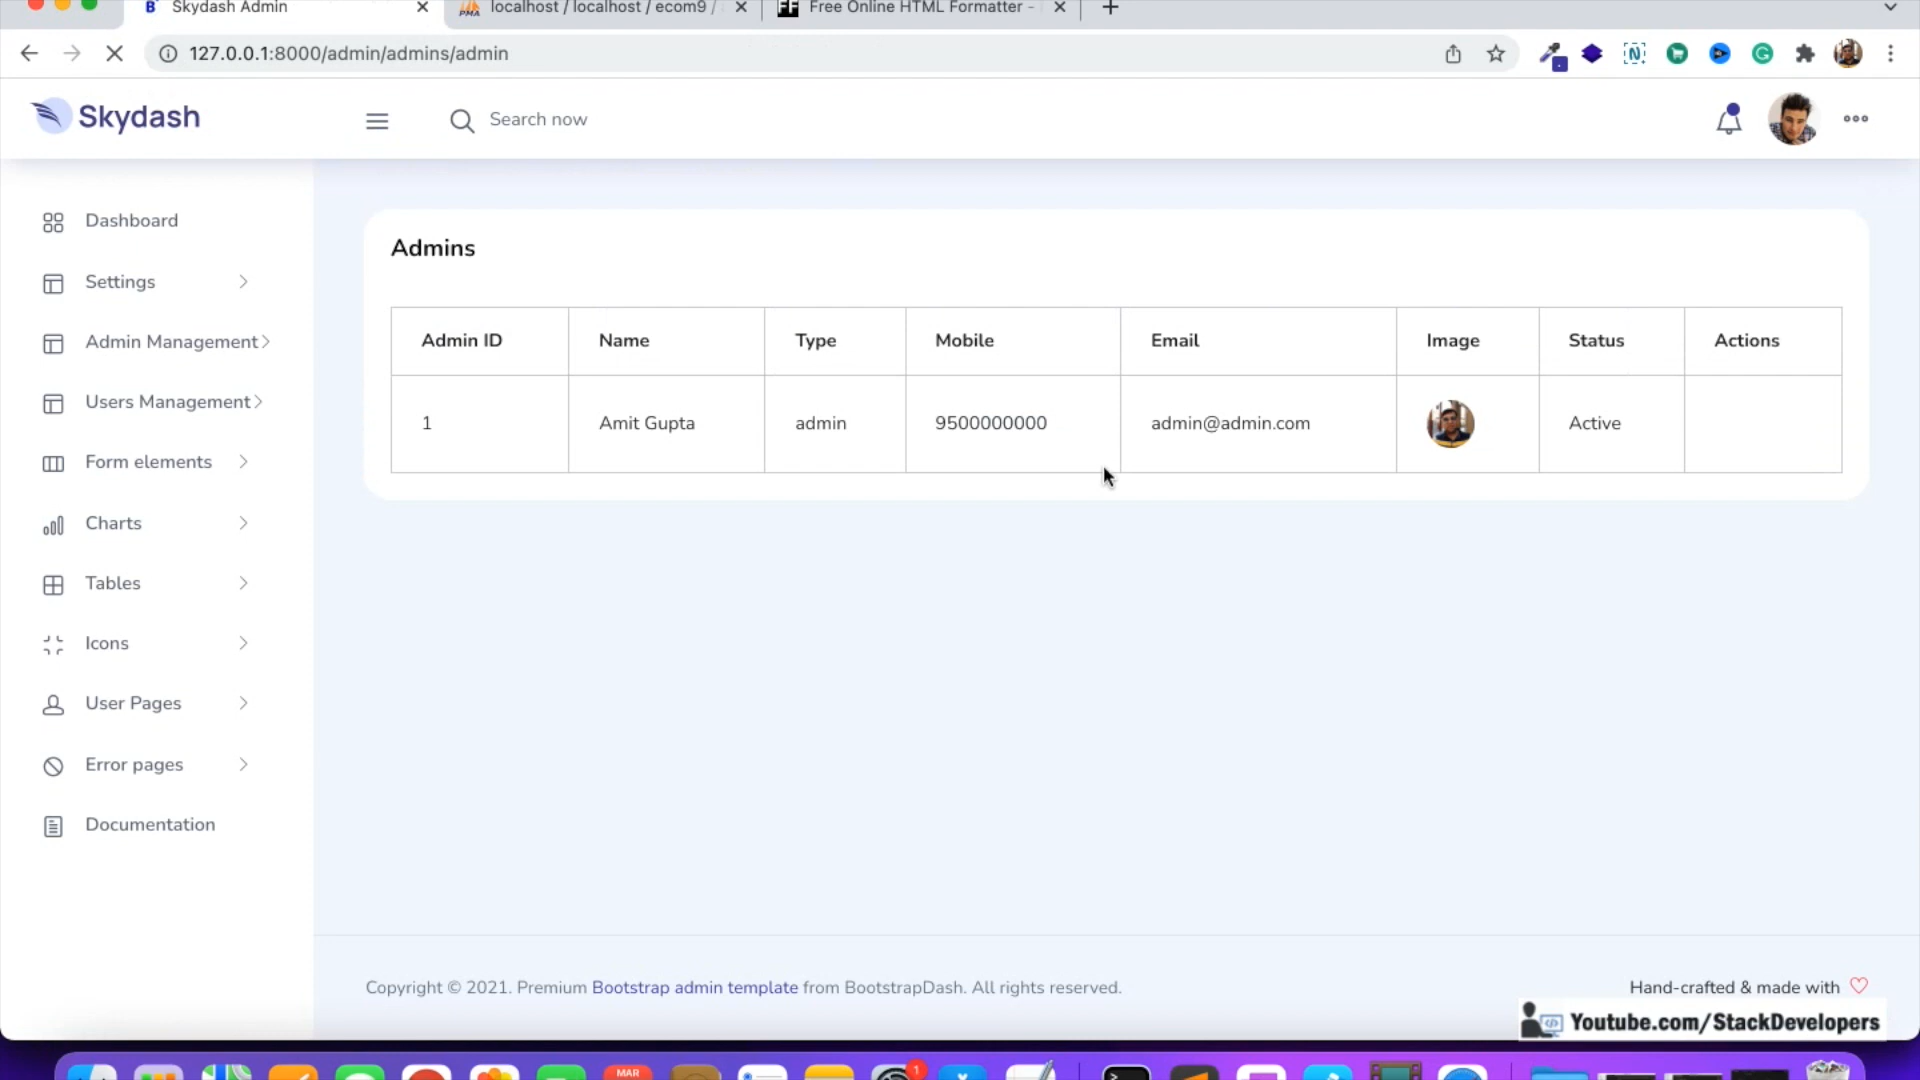 Skydash Admin
localhost / localhost / ecom9 /
Free Online HTML Formatter -
127.0.0.1:8000/admin/admins/admin
Skydash
Search now
Dashboard
Settings
Admin Management
Users Management
Form elements
Charts
Tables
Icons
User Pages
Error pages
Documentation
Admins
Admin ID Name Type Mobile Email Image Status Actions
1 Amit Gupta admin 9500000000 admin@admin.com Active
Copyright © 2021. Premium Bootstrap admin template from BootstrapDash. All rights reserved.
Hand-crafted & made with
Youtube.com/StackDevelopers
MAR
1